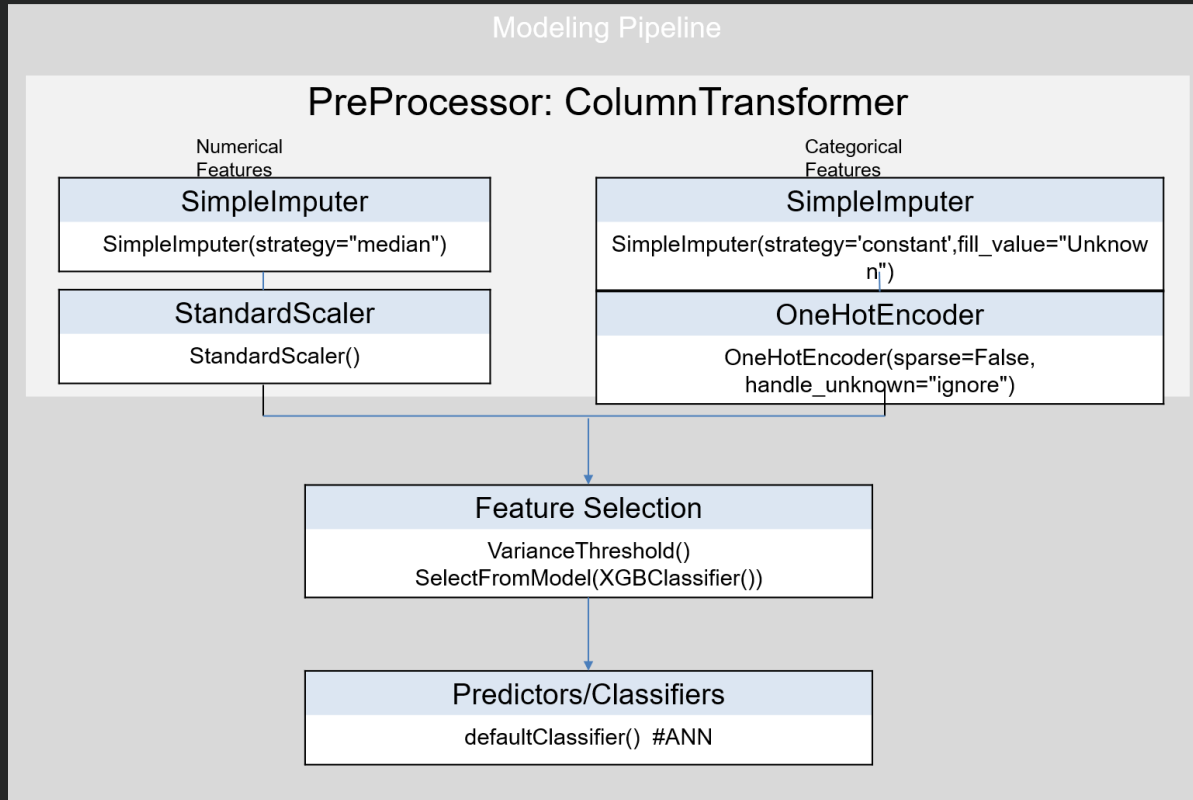 Modeling Pipeline
PreProcessor: ColumnTransformer
Numerical
Features
SimpleImputer
SimpleImputer(strategy="median")
StandardScaler
StandardScaler()
Categorical
Features
SimpleImputer
SimpleImputer(strategy='constant',fill_value="Unknow
n")
OneHotEncoder
OneHotEncoder(sparse=False,
handle_unknown="ignore")
Feature Selection
VarianceThreshold()
SelectFromModel(XGBClassifier())
Predictors/Classifiers
defaultClassifier() #ANN